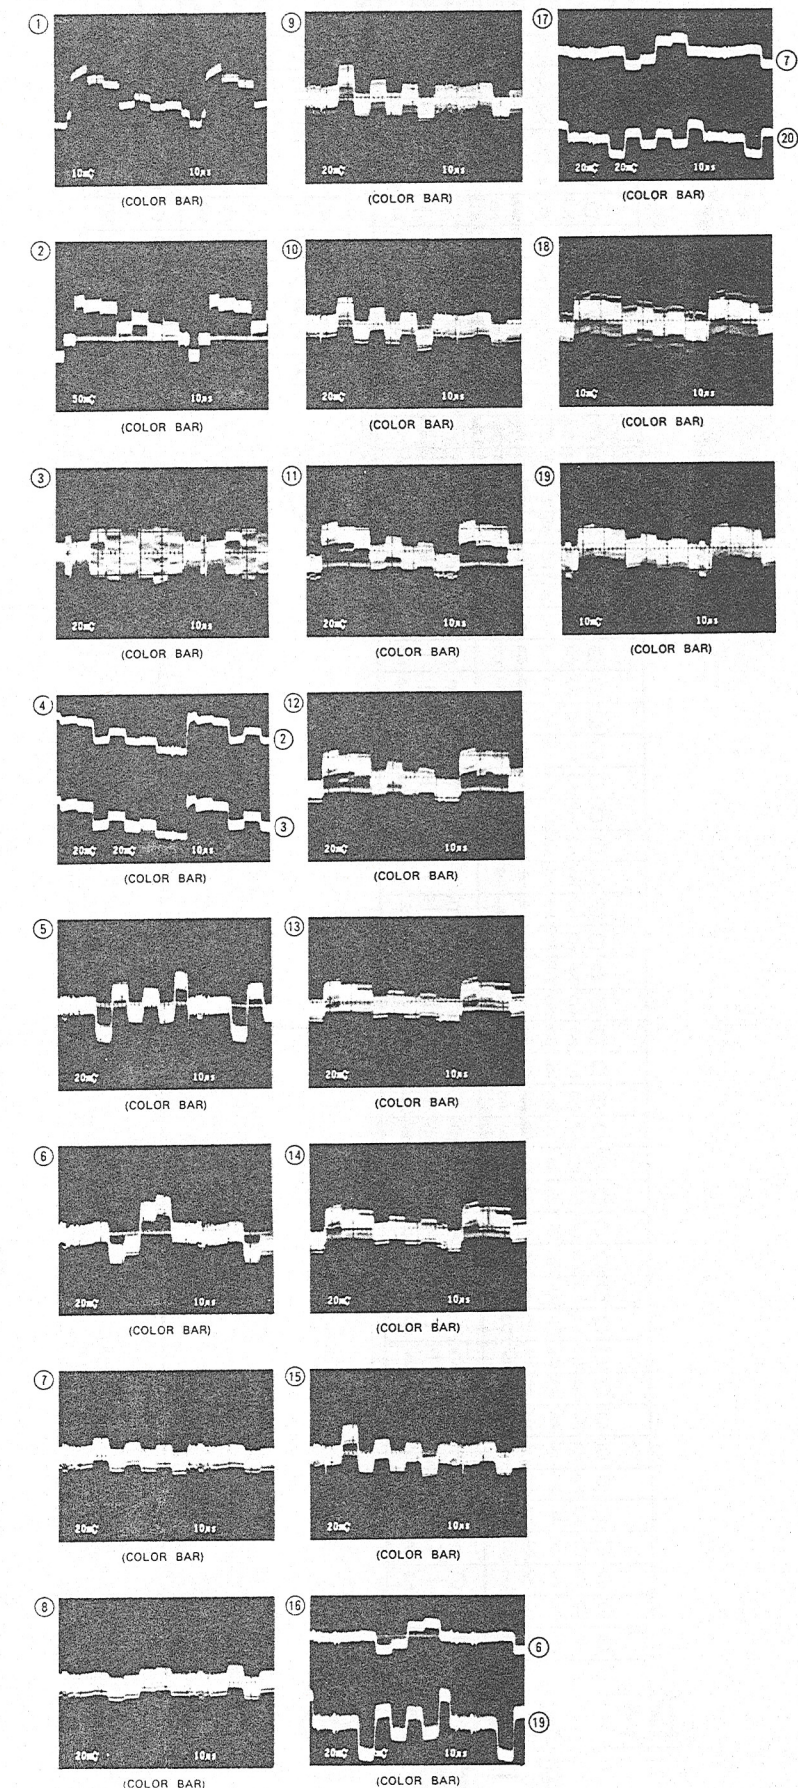 ①
10mV
10μs
(COLOR BAR)
②
50mV
10μs
(COLOR BAR)
③
20mV
10μs
(COLOR BAR)
④
②
③
20mV 20mV
10μs
(COLOR BAR)
⑤
20mV
10μs
(COLOR BAR)
⑥
20mV
10μs
(COLOR BAR)
⑦
20mV
10μs
(COLOR BAR)
⑧
20mV
10μs
(COLOR BAR)
⑨
20mV
10μs
(COLOR BAR)
⑩
20mV
10μs
(COLOR BAR)
⑪
20mV
10μs
(COLOR BAR)
⑫
20mV
10μs
(COLOR BAR)
⑬
20mV
10μs
(COLOR BAR)
⑭
20mV
10μs
(COLOR BAR)
⑮
20mV
10μs
(COLOR BAR)
⑯
⑥
⑲
20mV
10μs
(COLOR BAR)
⑰
⑦
⑳
20mV 20mV
10μs
(COLOR BAR)
⑱
10mV
10μs
(COLOR BAR)
⑲
10mV
10μs
(COLOR BAR)